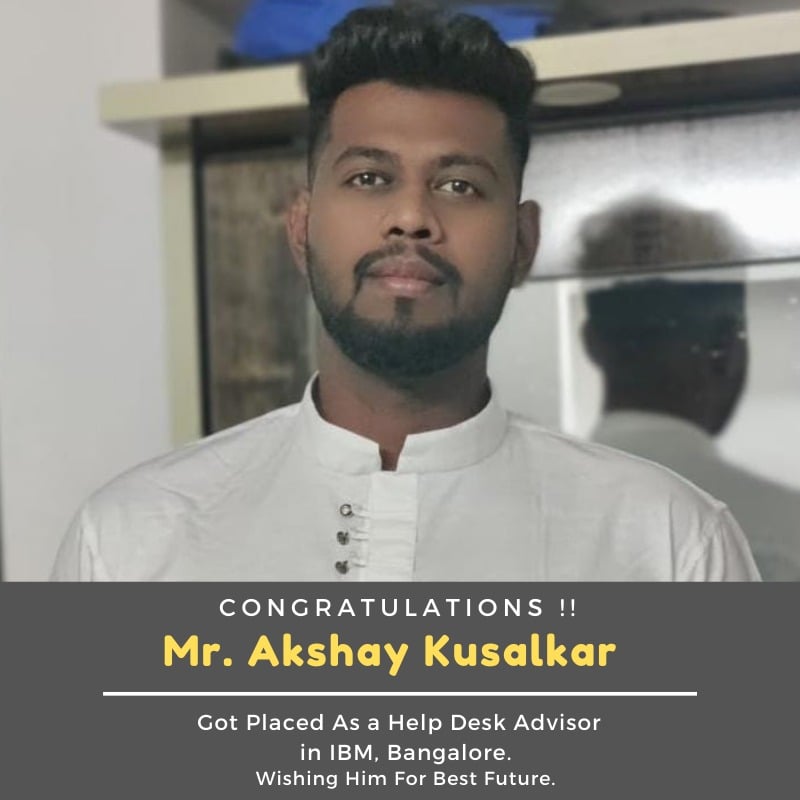 CONGRATULATIONS !!
Mr. Akshay Kusalkar
Got Placed As a Help Desk Advisor
in IBM, Bangalore.
Wishing Him For Best Future.